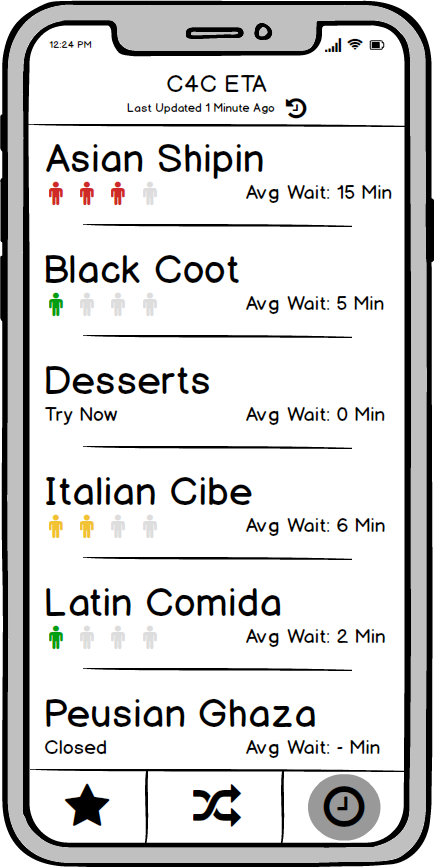 12:24 PM
C4C ETA
Last Updated 1 Minute Ago
Asian Shipin
Avg Wait: 15 Min
Black Coot
Avg Wait: 5 Min
Desserts
Try Now
Avg Wait: 0 Min
Italian Cibe
Avg Wait: 6 Min
Latin Comida
Avg Wait: 2 Min
Peusian Ghaza
Closed
Avg Wait: - Min